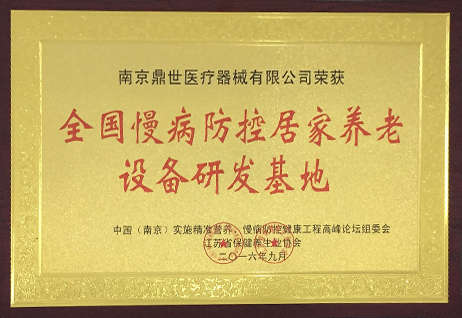 南京鼎世医疗器械有限公司荣获
全国慢病防控居家养老
设备研发基地
中国（南京）实施精准营养、慢病防控健康工程高峰论坛组委会
江苏省保健养生业协会
二〇一六年九月